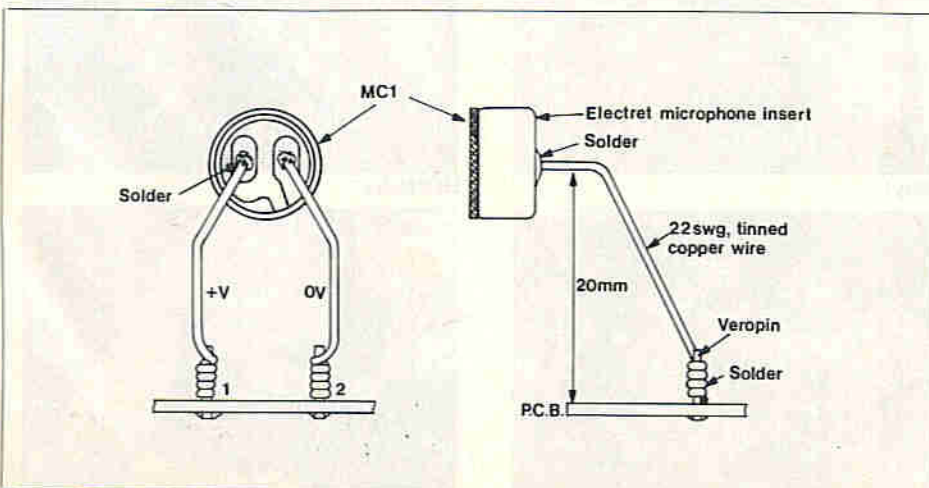 MC1
Solder
+V
0V
1
2
Electret microphone insert
Solder
22swg, tinned
copper wire
20mm
Veropin
Solder
P.C.B.